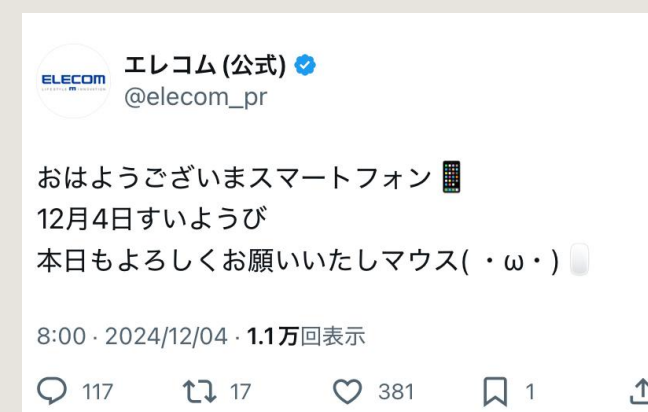 ELECOM
エレコム (公式)
@elecom_pr
おはようございまスマートフォン📱
12月4日すいようび
本日もよろしくお願いいたしマウス( ・ω・)🖱️
8:00 · 2024/12/04 · 1.1万回表示
117 17 381 1